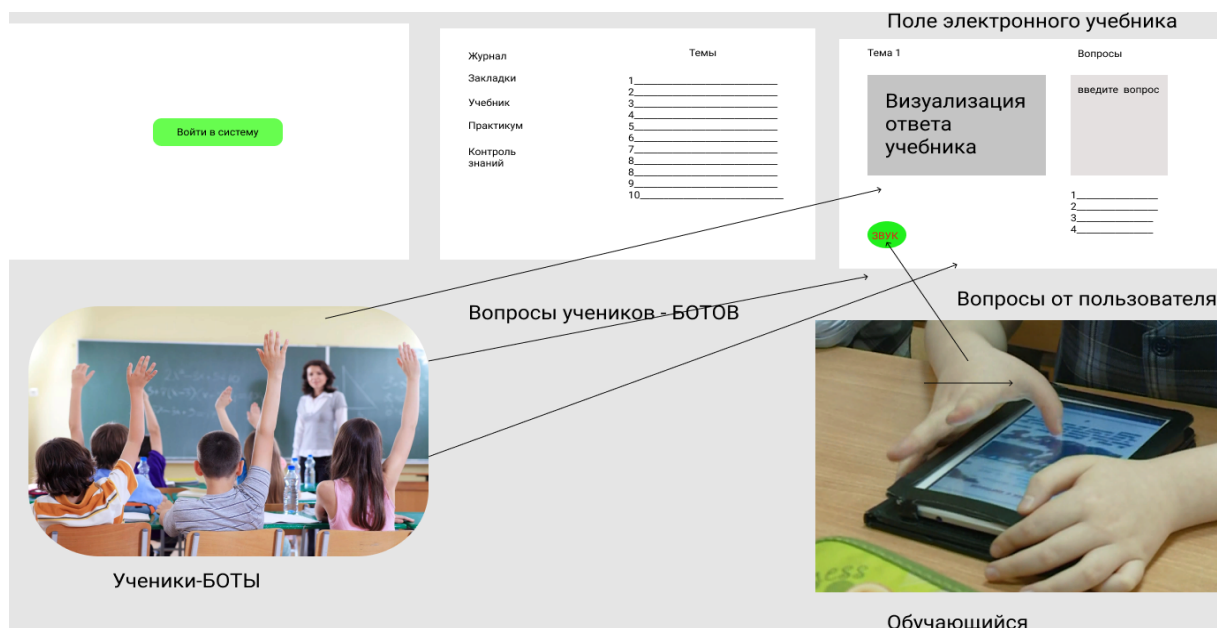 Поле электронного учебника
Войти в систему
Журнал
Закладки
Учебник
Практикум
Контроль
знаний
Темы
1
2
3
4
5
6
7
8
8
9
10
Тема 1
Вопросы
Визуализация
ответа
учебника
введите вопрос
1
2
3
4
ЗВУК
Вопросы учеников - БОТОВ
Вопросы от пользователя
Ученики-БОТЫ
Обучающийся